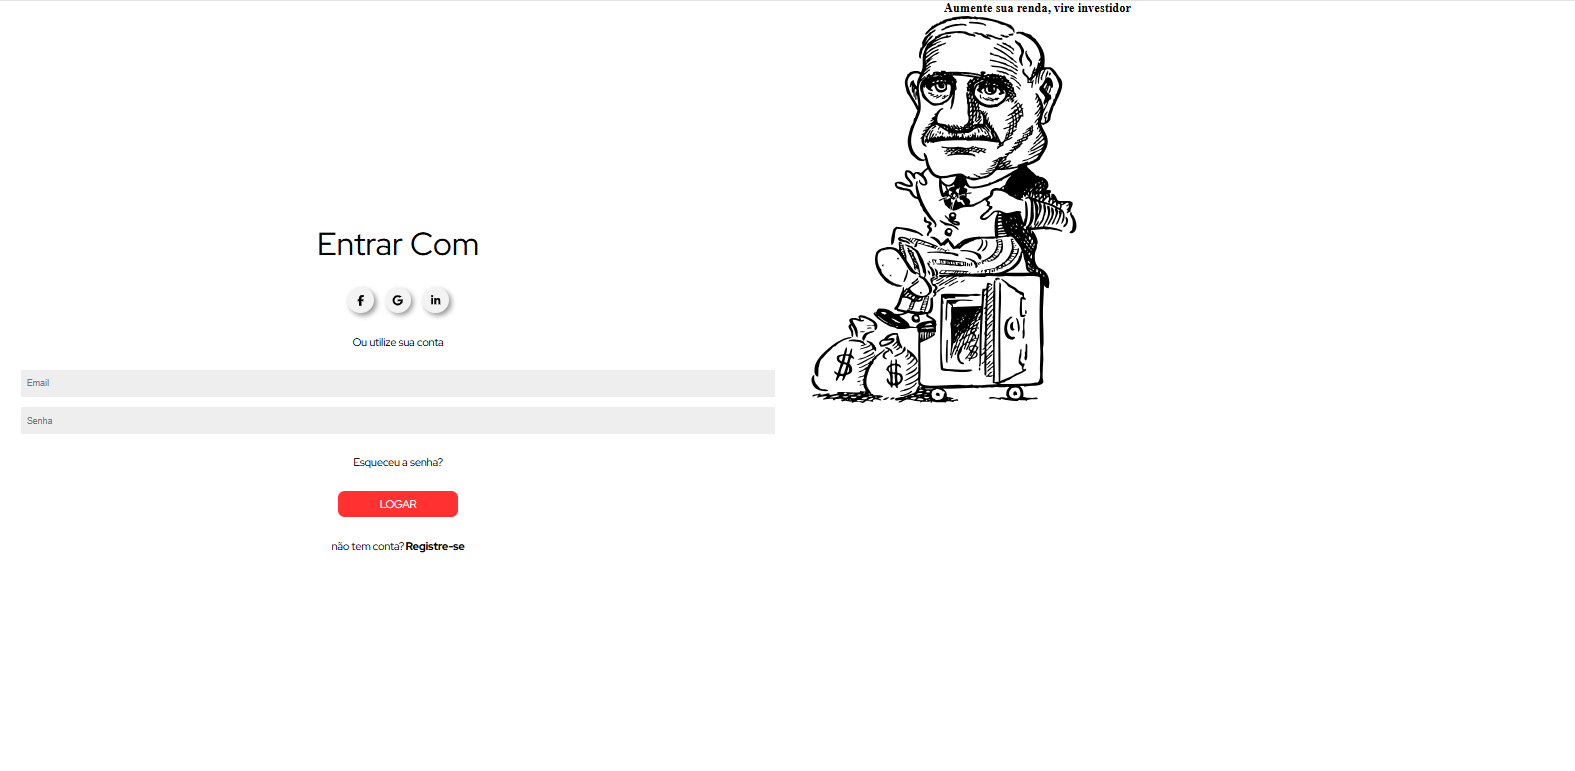 Aumente sua renda, vire investidor
Entrar Com
f G in
Ou utilize sua conta
Email
Senha
Esqueceu a senha?
LOGAR
não tem conta? Registre-se
$ $